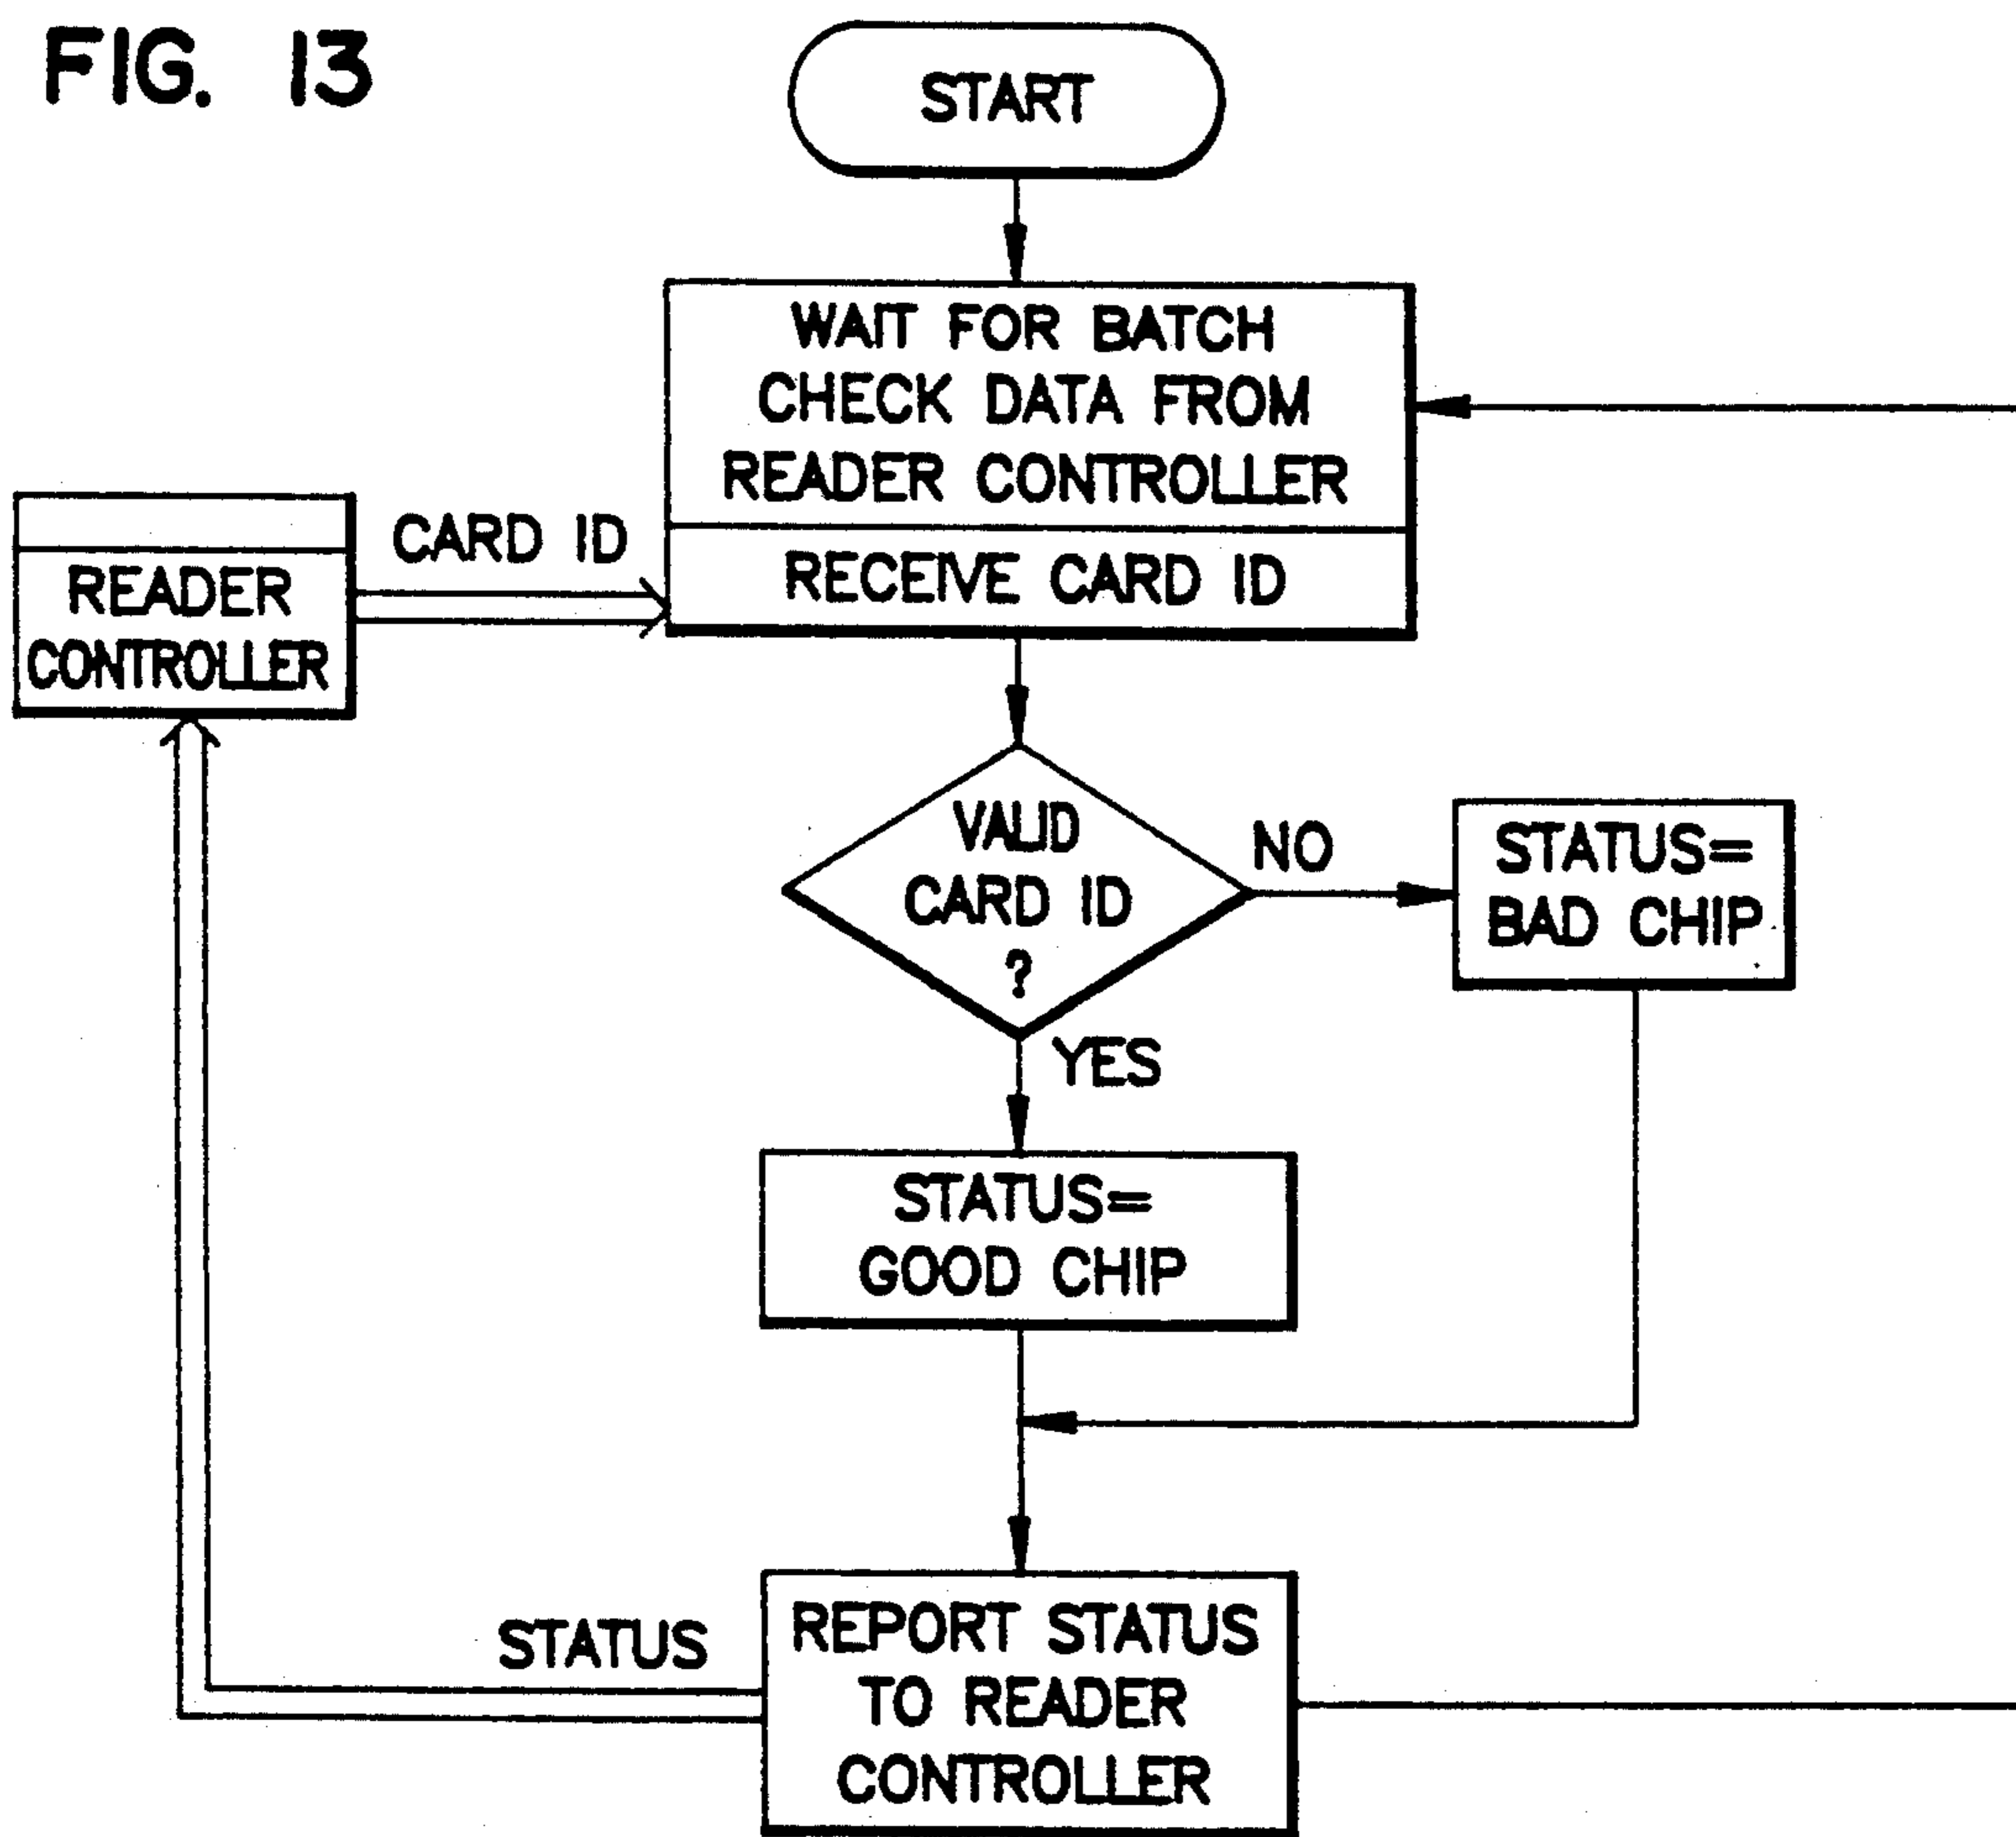 FIG. 13
START
WAIT FOR BATCH
CHECK DATA FROM
READER CONTROLLER
RECEIVE CARD ID
CARD ID
READER
CONTROLLER
VALID
CARD ID
?
NO
STATUS=
BAD CHIP
YES
STATUS=
GOOD CHIP
STATUS
REPORT STATUS
TO READER
CONTROLLER